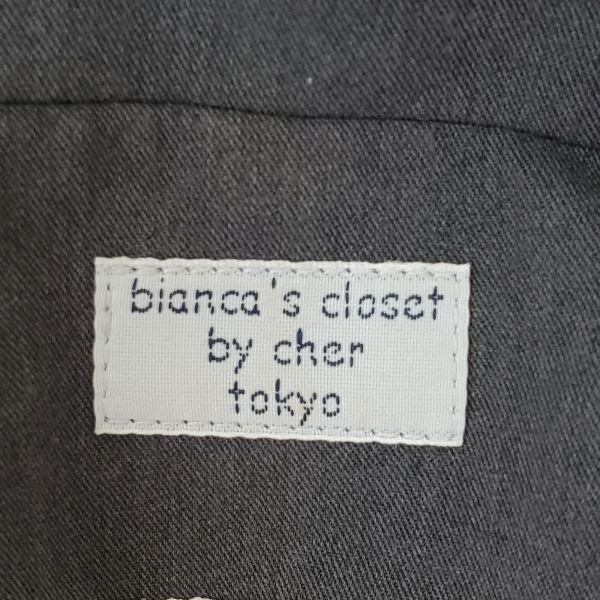 bianca's closet
by cher
tokyo